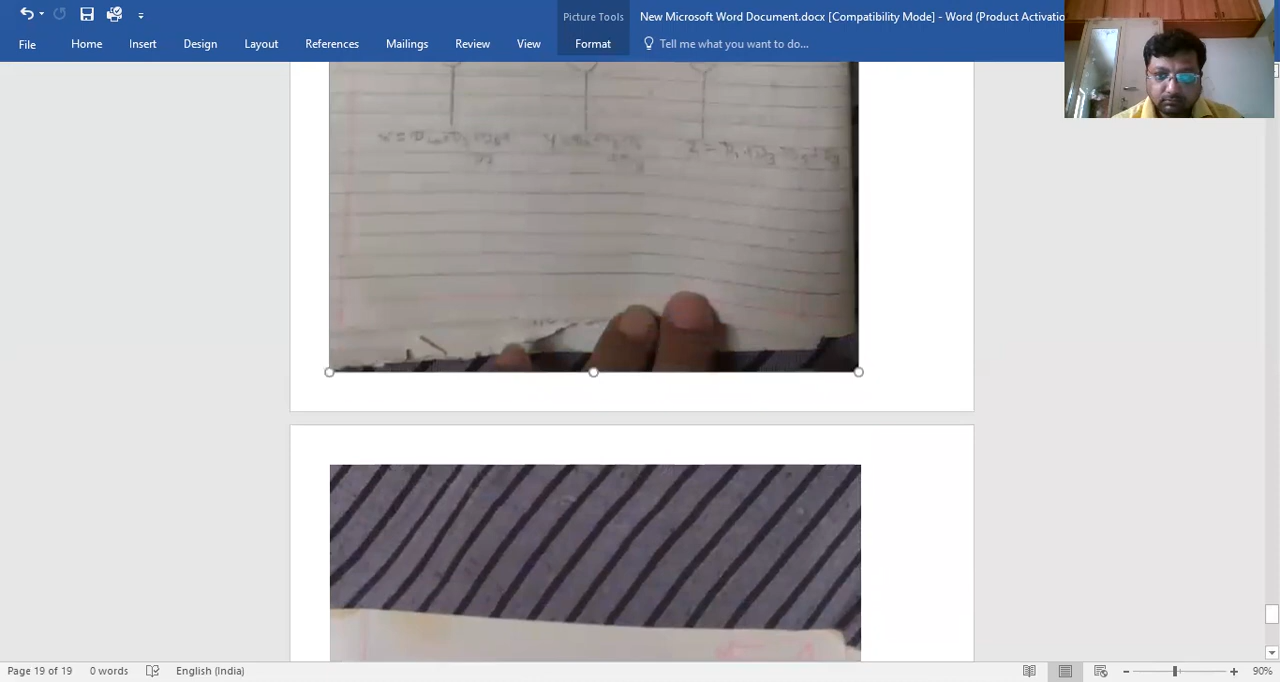 Picture Tools
New Microsoft Word Document.docx [Compatibility Mode] - Word (Product Activatio
File Home Insert Design Layout References Mailings Review View Format Tell me what you want to do...
Page 19 of 19 0 words English (India) 90%